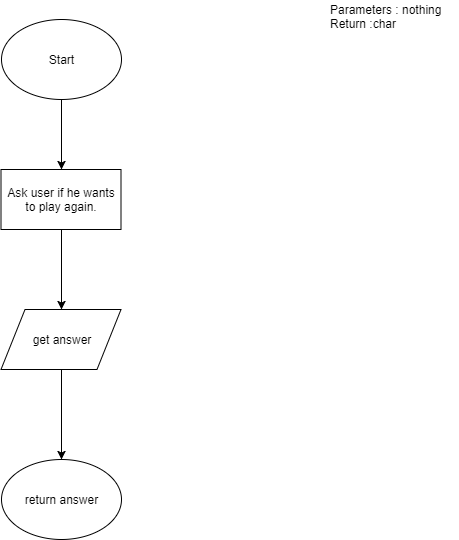 Parameters : nothing
Return :char
Start
Ask user if he wants
to play again.
get answer
return answer